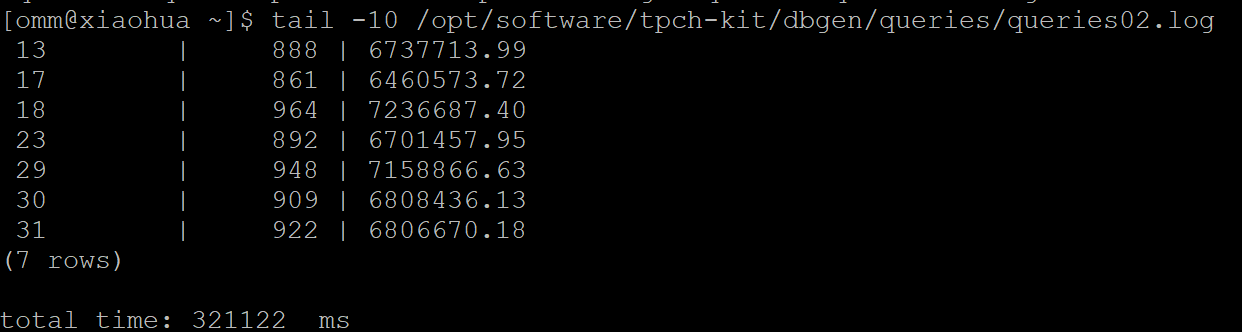 [omm@xiaohua ~]$ tail -10 /opt/software/tpch-kit/dbgen/queries/queries02.log
 13        |     888 | 6737713.99
 17        |     861 | 6460573.72
 18        |     964 | 7236687.40
 23        |     892 | 6701457.95
 29        |     948 | 7158866.63
 30        |     909 | 6808436.13
 31        |     922 | 6806670.18
(7 rows)
total time: 321122  ms